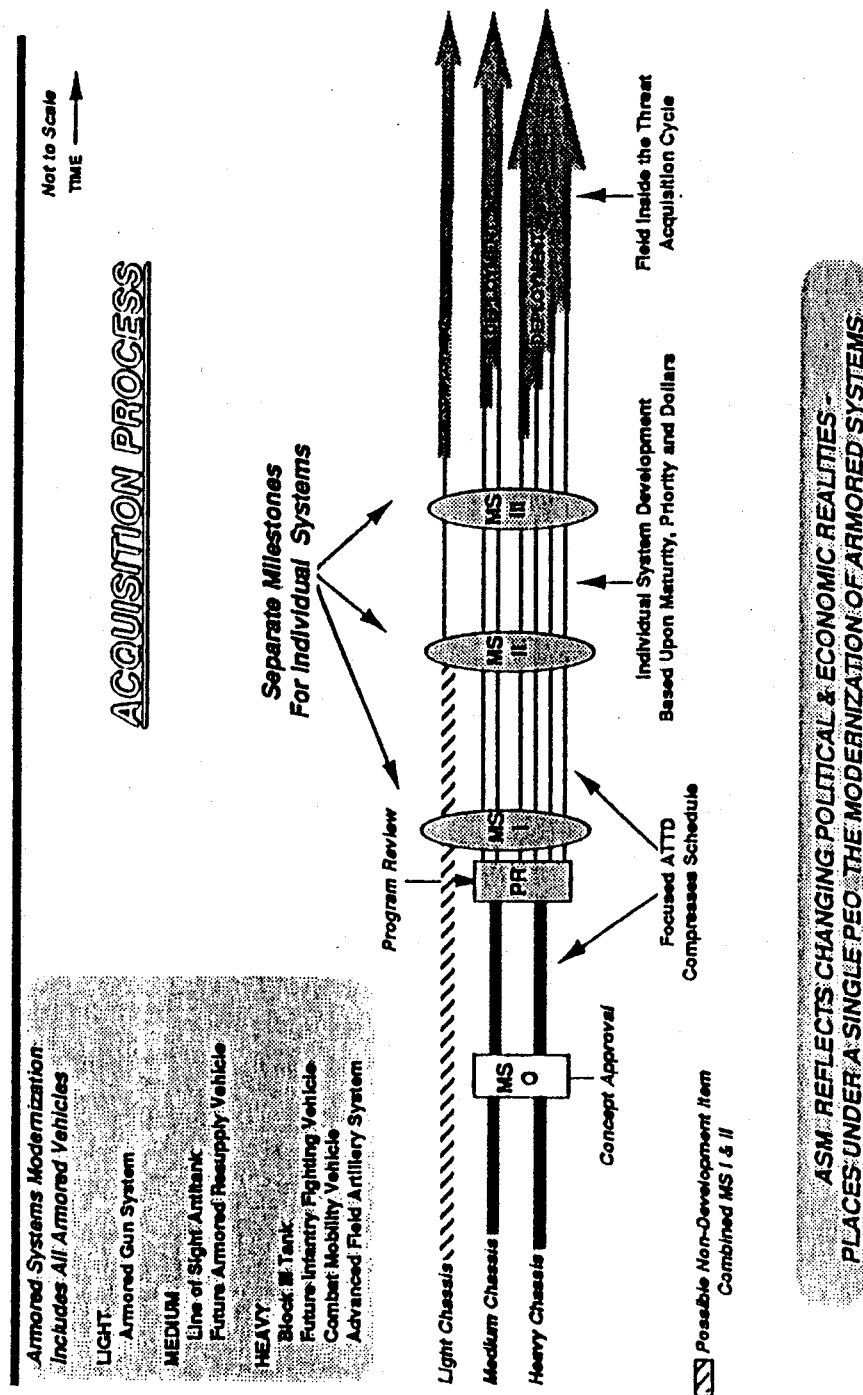 ACQUISITION PROCESS
Not to Scale
TIME
Armored Systems Modernization
Includes All Armored Vehicles
LIGHT
Armored Gun System
MEDIUM
Line of Sight Antitank
Future Armored Resupply Vehicle
HEAVY
Block III Tank
Future Infantry Fighting Vehicle
Combat Mobility Vehicle
Advanced Field Artillery System
Separate Milestones
For Individual Systems
Program Review
Light Chassis
Medium Chassis
Heavy Chassis
MS
O
PR
MS
I
MS
II
MS
III
DEPLOYMENT
DEPLOYMENT
Concept Approval
Focused ATTD
Compresses Schedule
Individual System Development
Based Upon Maturity, Priority and Dollars
Field Inside the Threat
Acquisition Cycle
Possible Non-Development Item
Combined MS I & II
ASM REFLECTS CHANGING POLITICAL & ECONOMIC REALITIES -
PLACES UNDER A SINGLE PEO THE MODERNIZATION OF ARMORED SYSTEMS